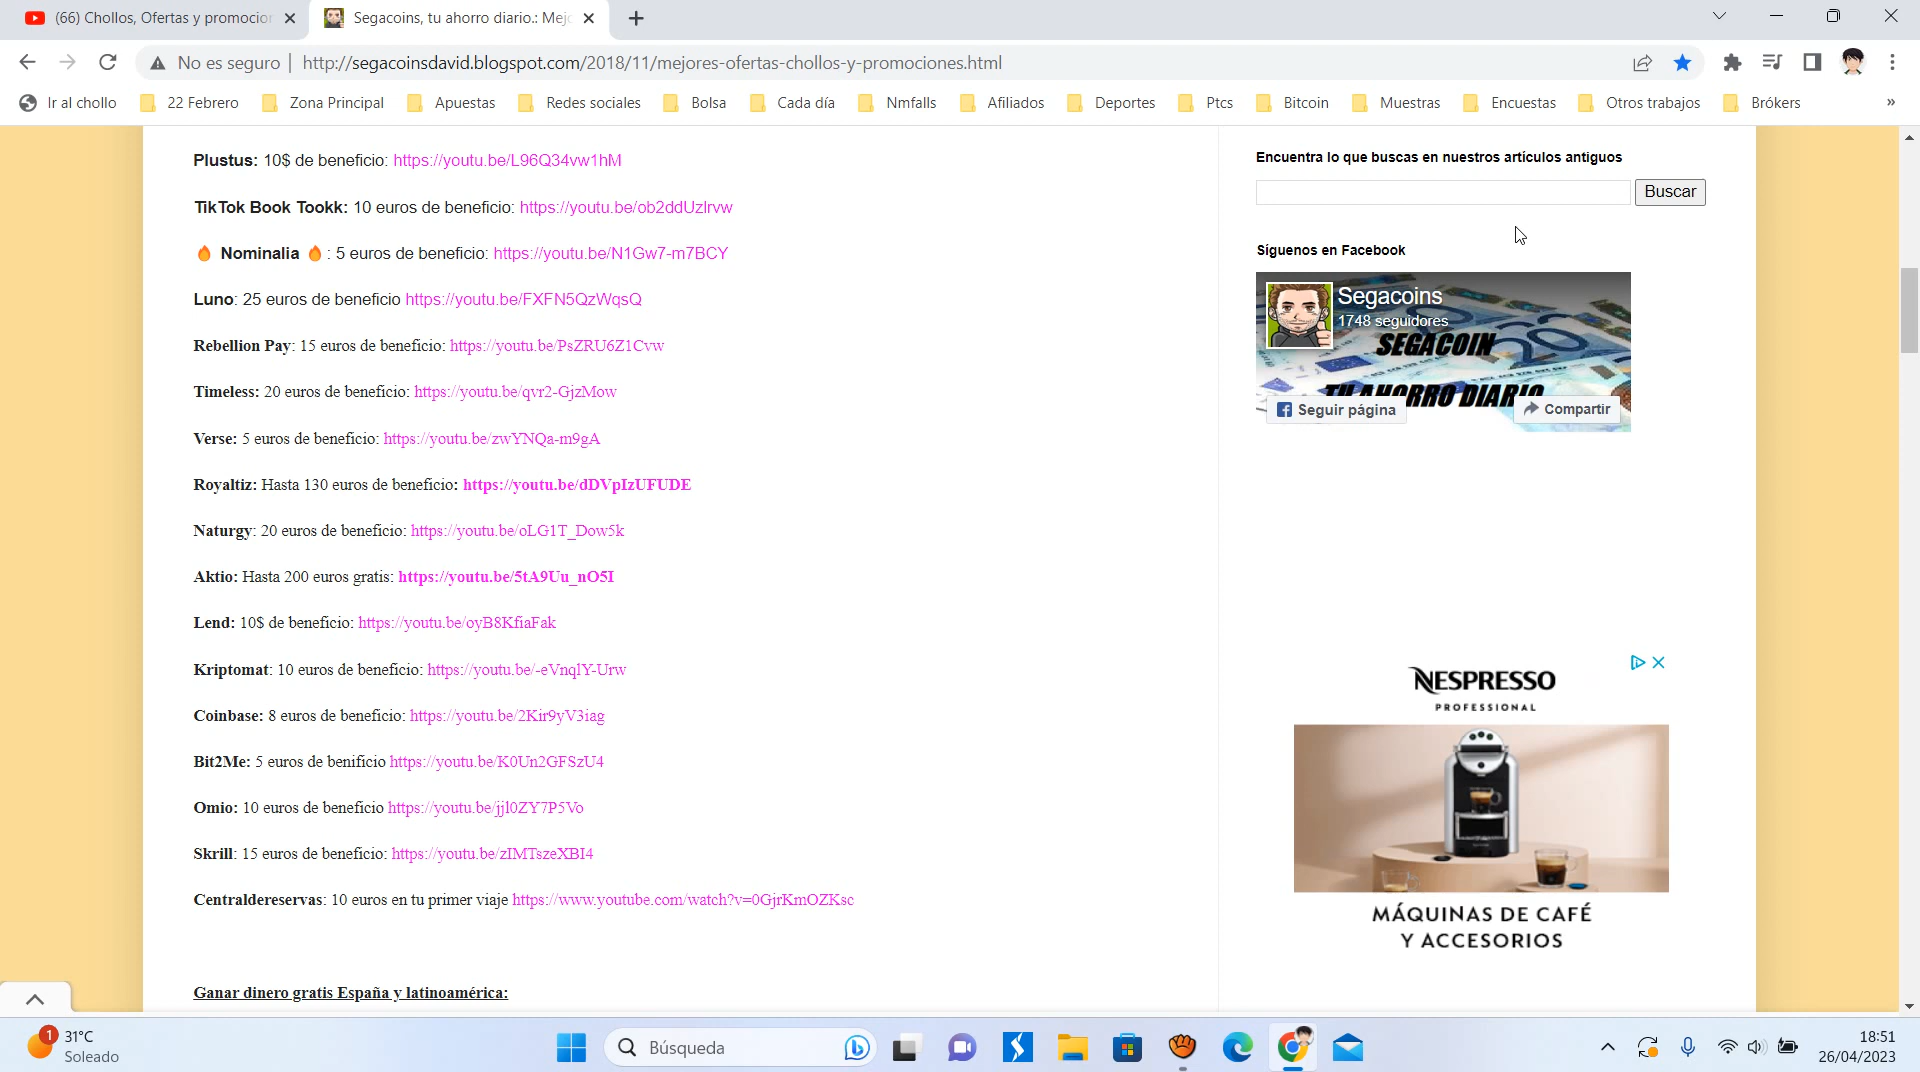 (66) Chollos, Ofertas y promocion
Segacoins, tu ahorro diario.: Mejo
No es seguro | http://segacoinsdavid.blogspot.com/2018/11/mejores-ofertas-chollos-y-promociones.html
Ir al chollo 22 Febrero Zona Principal Apuestas Redes sociales Bolsa Cada día Nmfalls Afiliados Deportes Ptcs Bitcoin Muestras Encuestas Otros trabajos Brókers »
Plustus: 10$ de beneficio: https://youtu.be/L96Q34vw1hM
TikTok Book Tookk: 10 euros de beneficio: https://youtu.be/ob2ddUzlrvw
🔥 Nominalia 🔥: 5 euros de beneficio: https://youtu.be/N1Gw7-m7BCY
Luno: 25 euros de beneficio https://youtu.be/FXFN5QzWqsQ
Rebellion Pay: 15 euros de beneficio: https://youtu.be/PsZRU6Z1Cvw
Timeless: 20 euros de beneficio: https://youtu.be/qvr2-GjzMow
Verse: 5 euros de beneficio: https://youtu.be/zwYNQa-m9gA
Royaltiz: Hasta 130 euros de beneficio: https://youtu.be/dDVpIzUFUDE
Naturgy: 20 euros de beneficio: https://youtu.be/oLG1T_Dow5k
Aktio: Hasta 200 euros gratis: https://youtu.be/5tA9Uu_nO5I
Lend: 10$ de beneficio: https://youtu.be/oyB8KfiaFak
Kriptomat: 10 euros de beneficio: https://youtu.be/-eVnqlY-Urw
Coinbase: 8 euros de beneficio: https://youtu.be/2Kir9yV3iag
Bit2Me: 5 euros de benificio https://youtu.be/K0Un2GFSzU4
Omio: 10 euros de beneficio https://youtu.be/jjl0ZY7P5Vo
Skrill: 15 euros de beneficio: https://youtu.be/zIMTszeXBI4
Centraldereservas: 10 euros en tu primer viaje https://www.youtube.com/watch?v=0GjrKmOZKsc
Ganar dinero gratis España y latinoamérica:
Encuentra lo que buscas en nuestros artículos antiguos
Buscar
Síguenos en Facebook
Segacoins
1748 seguidores
SEGACOIN
TU AHORRO DIARIO
Seguir página
Compartir
NESPRESSO
PROFESSIONAL
MÁQUINAS DE CAFÉ
Y ACCESORIOS
1
31°C
Soleado
Búsqueda
18:51
26/04/2023